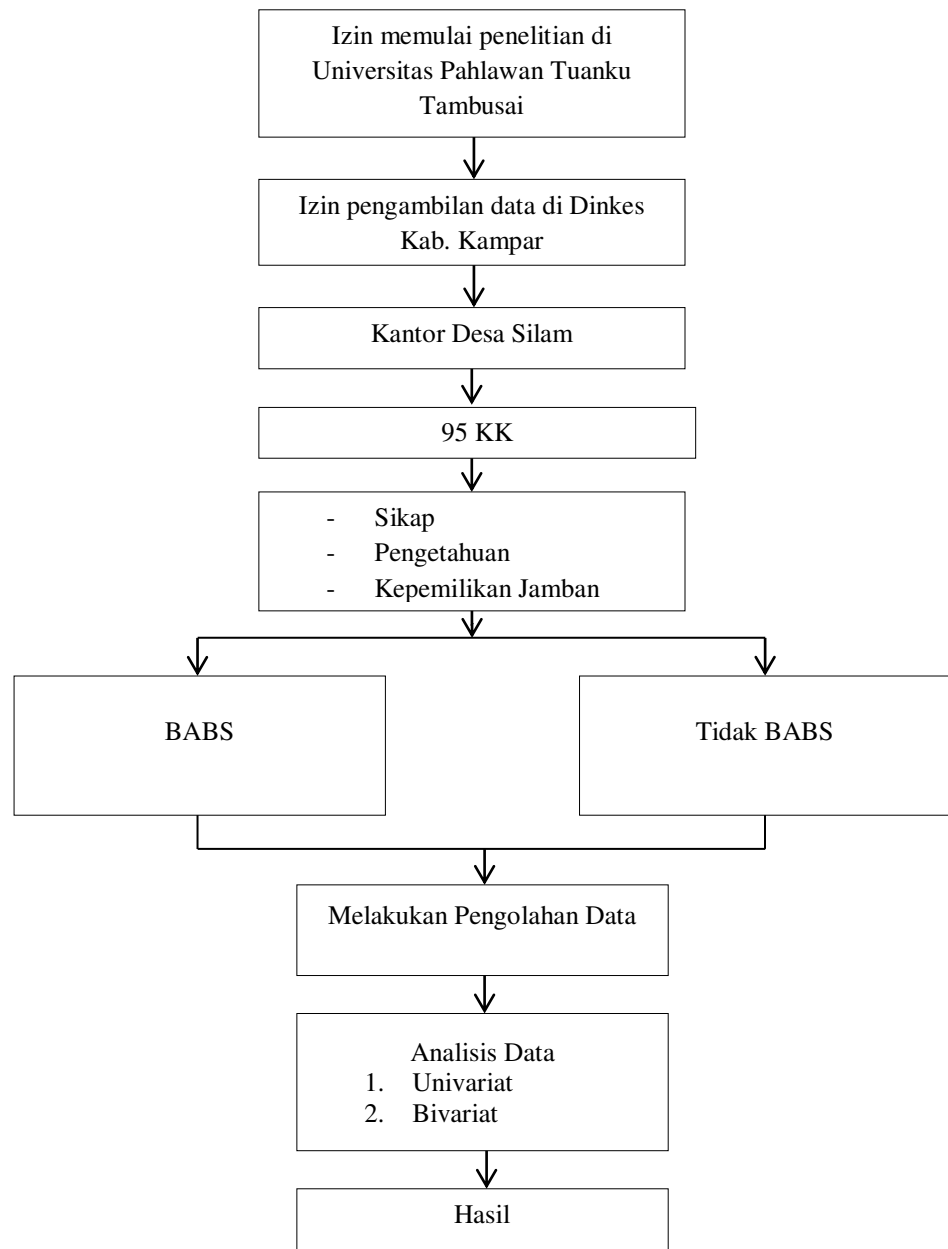 Izin memulai penelitian di
Universitas Pahlawan Tuanku
Tambusai
Izin pengambilan data di Dinkes
Kab. Kampar
Kantor Desa Silam
95 KK
- Sikap
- Pengetahuan
- Kepemilikan Jamban
BABS
Tidak BABS
Melakukan Pengolahan Data
Analisis Data
1. Univariat
2. Bivariat
Hasil